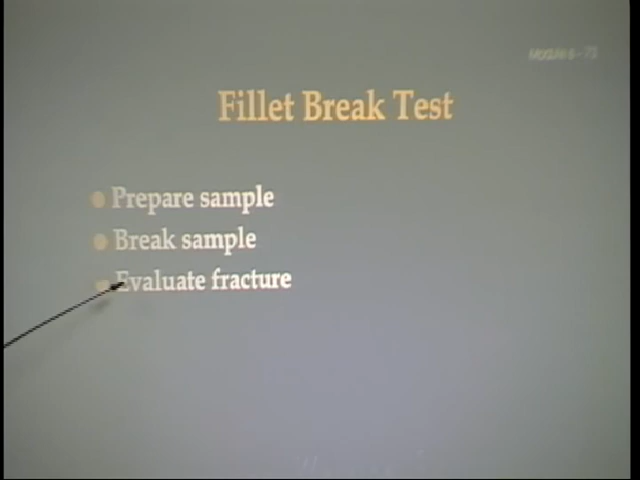 Fillet Break Test
Prepare sample
Break sample
Evaluate fracture